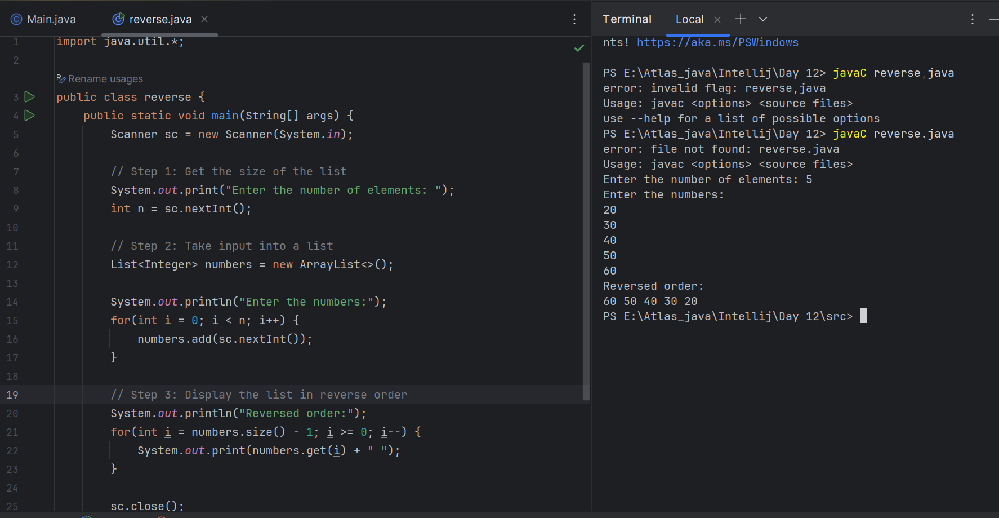 Main.java
reverse.java
1 import java.util.*;
2
Rename usages
3 public class reverse {
4 public static void main(String[] args) {
5 Scanner sc = new Scanner(System.in);
6
7 // Step 1: Get the size of the list
8 System.out.print("Enter the number of elements: ");
9 int n = sc.nextInt();
10
11 // Step 2: Take input into a list
12 List<Integer> numbers = new ArrayList<>();
13
14 System.out.println("Enter the numbers:");
15 for(int i = 0; i < n; i++) {
16 numbers.add(sc.nextInt());
17 }
18
19 // Step 3: Display the list in reverse order
20 System.out.println("Reversed order:");
21 for(int i = numbers.size() - 1; i >= 0; i--) {
22 System.out.print(numbers.get(i) + " ");
23 }
24
25 sc.close();
Terminal
Local
nts! https://aka.ms/PSWindows
PS E:\Atlas_java\Intellij\Day 12> javaC reverse,java
error: invalid flag: reverse,java
Usage: javac <options> <source files>
use --help for a list of possible options
PS E:\Atlas_java\Intellij\Day 12> javaC reverse.java
error: file not found: reverse.java
Usage: javac <options> <source files>
Enter the number of elements: 5
Enter the numbers:
20
30
40
50
60
Reversed order:
60 50 40 30 20
PS E:\Atlas_java\Intellij\Day 12\src>